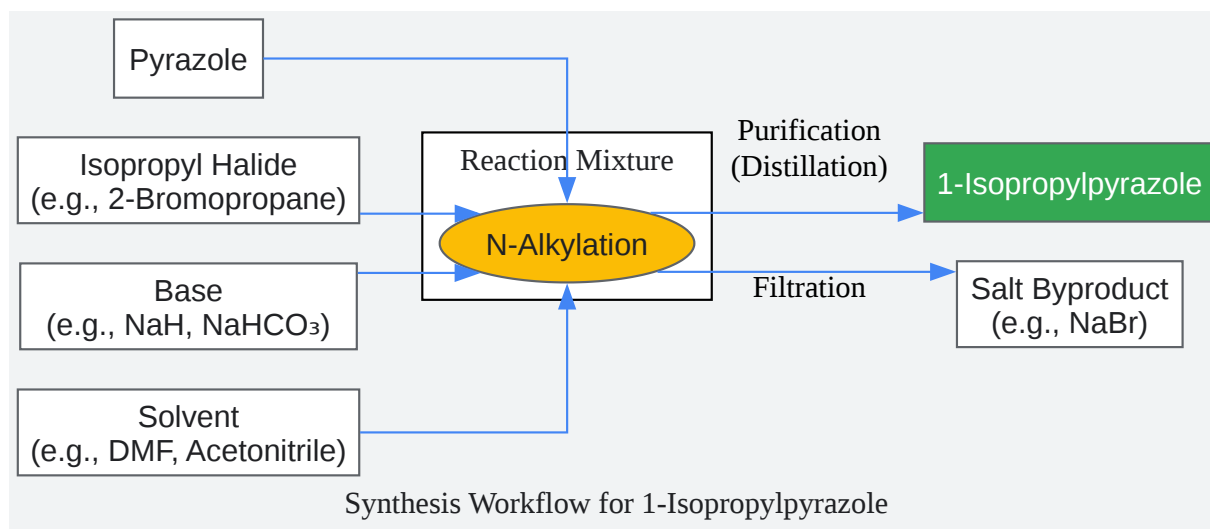 Pyrazole
Isopropyl Halide
(e.g., 2-Bromopropane)
Base
(e.g., NaH, NaHCO₃)
Solvent
(e.g., DMF, Acetonitrile)
Reaction Mixture
N-Alkylation
Purification
(Distillation)
Filtration
1-Isopropylpyrazole
Salt Byproduct
(e.g., NaBr)
Synthesis Workflow for 1-Isopropylpyrazole